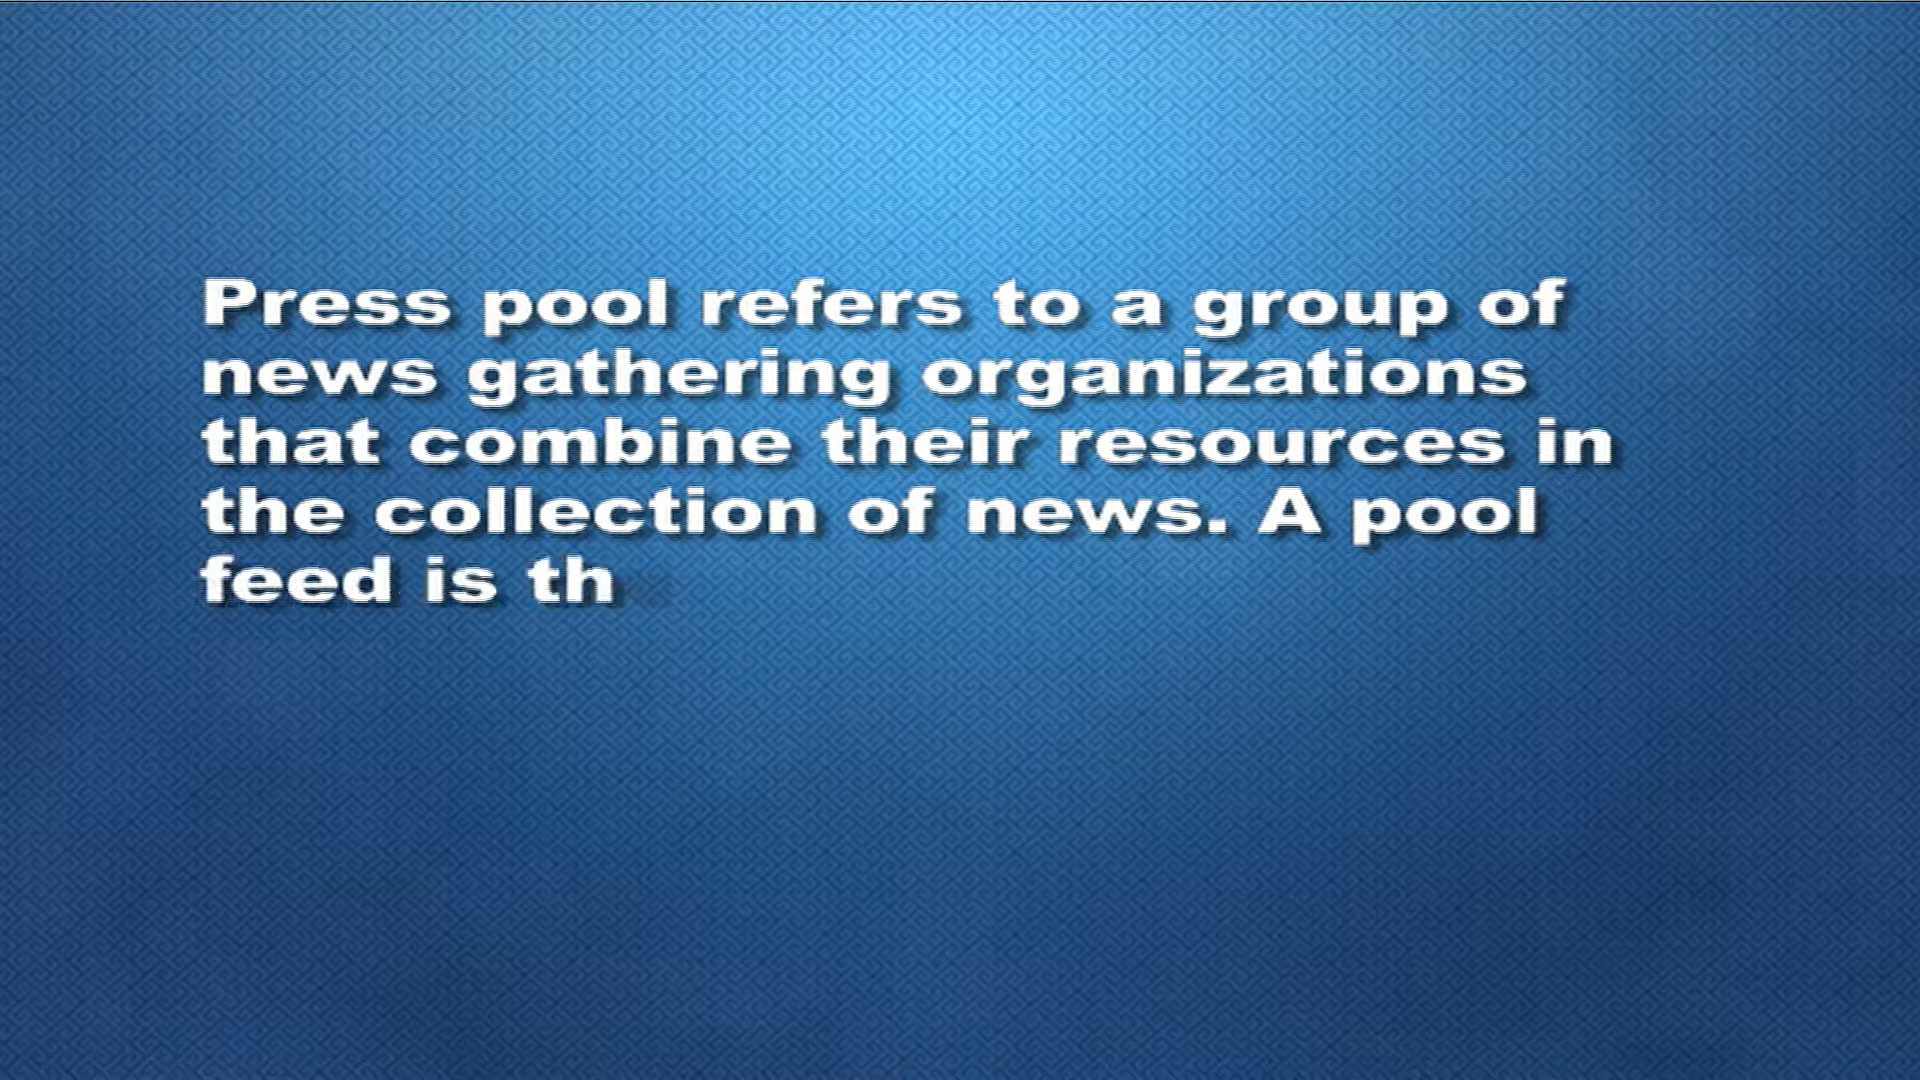 Press pool refers to a group of
news gathering organizations
that combine their resources in
the collection of news. A pool
feed is th